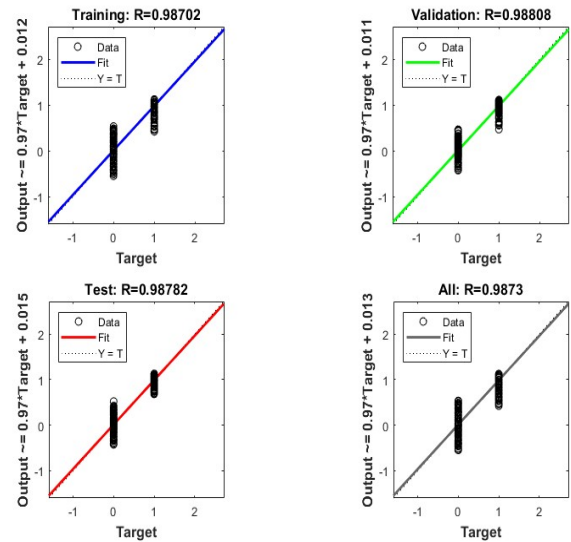 Training: R=0.98702
Output ~= 0.97*Target + 0.012
Data
Fit
Y = T
2
1
0
-1
-1 0 1 2
Target
Validation: R=0.98808
Output ~= 0.97*Target + 0.011
Data
Fit
Y = T
2
1
0
-1
-1 0 1 2
Target
Test: R=0.98782
Output ~= 0.97*Target + 0.015
Data
Fit
Y = T
2
1
0
-1
-1 0 1 2
Target
All: R=0.9873
Output ~= 0.97*Target + 0.013
Data
Fit
Y = T
2
1
0
-1
-1 0 1 2
Target